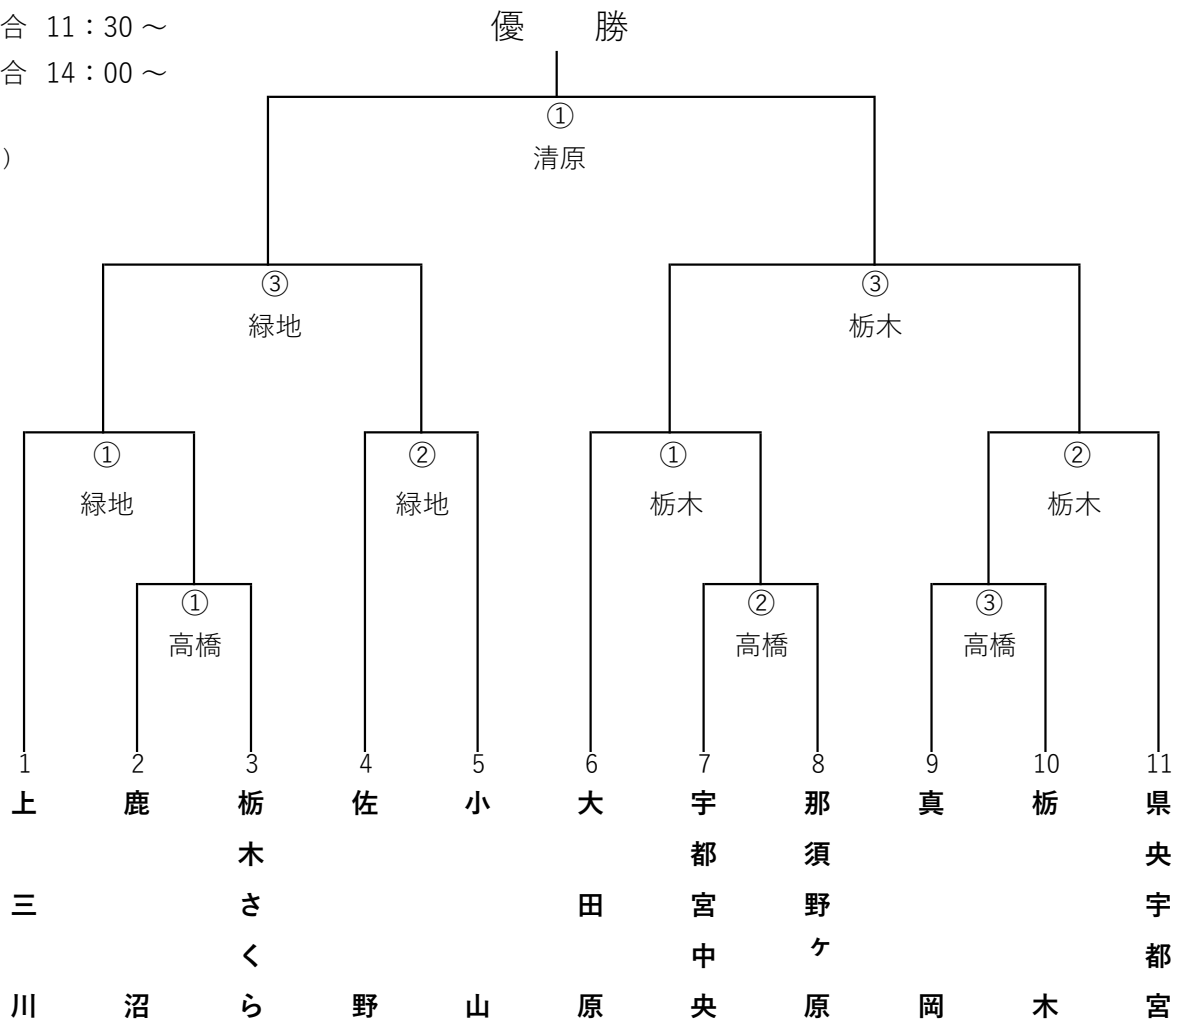 合 11：30～
合 14：00～
）
優 勝
①
清原
③
緑地
③
栃木
①
緑地
②
緑地
①
栃木
②
栃木
①
高橋
②
高橋
③
高橋
1
上三川
2
鹿沼
3
栃木さくら
4
佐野
5
小山
6
大田原
7
宇都宮中央
8
那須野ヶ原
9
真岡
10
栃木
11
県央宇都宮